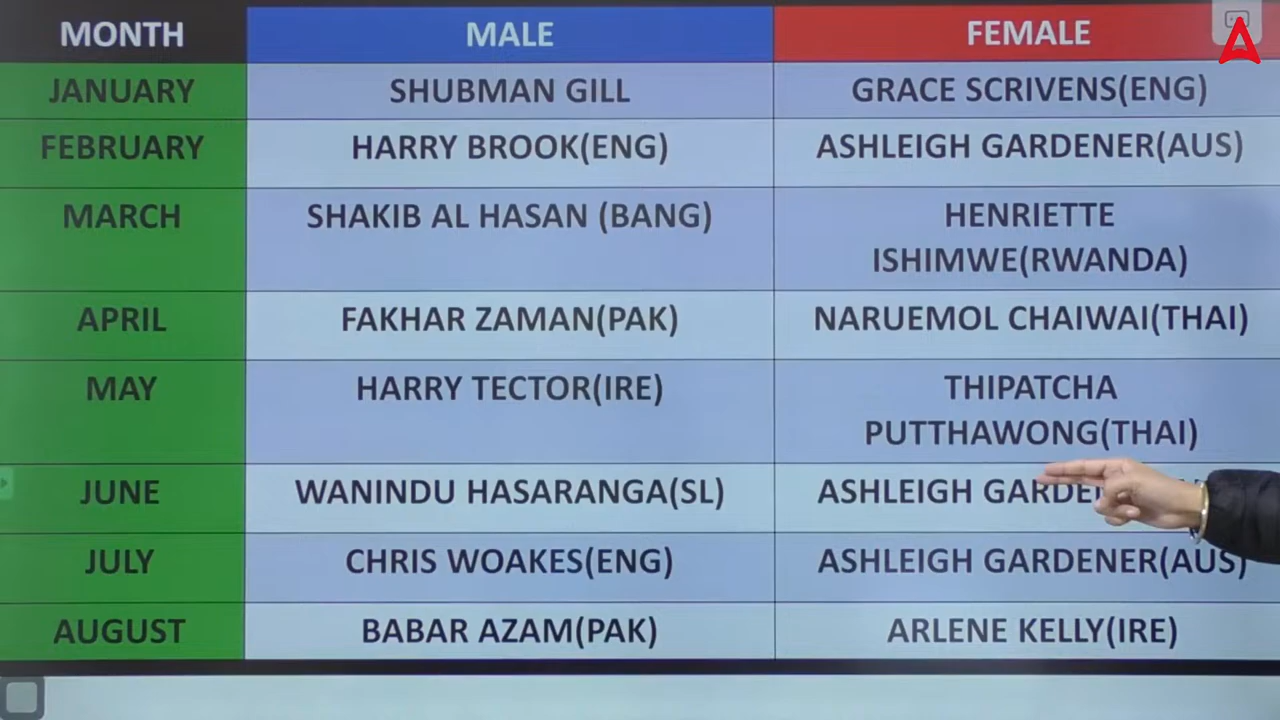 MONTH MALE FEMALE
JANUARY SHUBMAN GILL GRACE SCRIVENS(ENG)
FEBRUARY HARRY BROOK(ENG) ASHLEIGH GARDENER(AUS)
MARCH SHAKIB AL HASAN (BANG) HENRIETTE
ISHIMWE(RWANDA)
APRIL FAKHAR ZAMAN(PAK) NARUEMOL CHAIWAI(THAI)
MAY HARRY TECTOR(IRE) THIPATCHA
PUTTHAWONG(THAI)
JUNE WANINDU HASARANGA(SL) ASHLEIGH
JULY CHRIS WOAKES(ENG) ASHLEIGH GARDENER(AUS)
AUGUST BABAR AZAM(PAK) ARLENE KELLY(IRE)